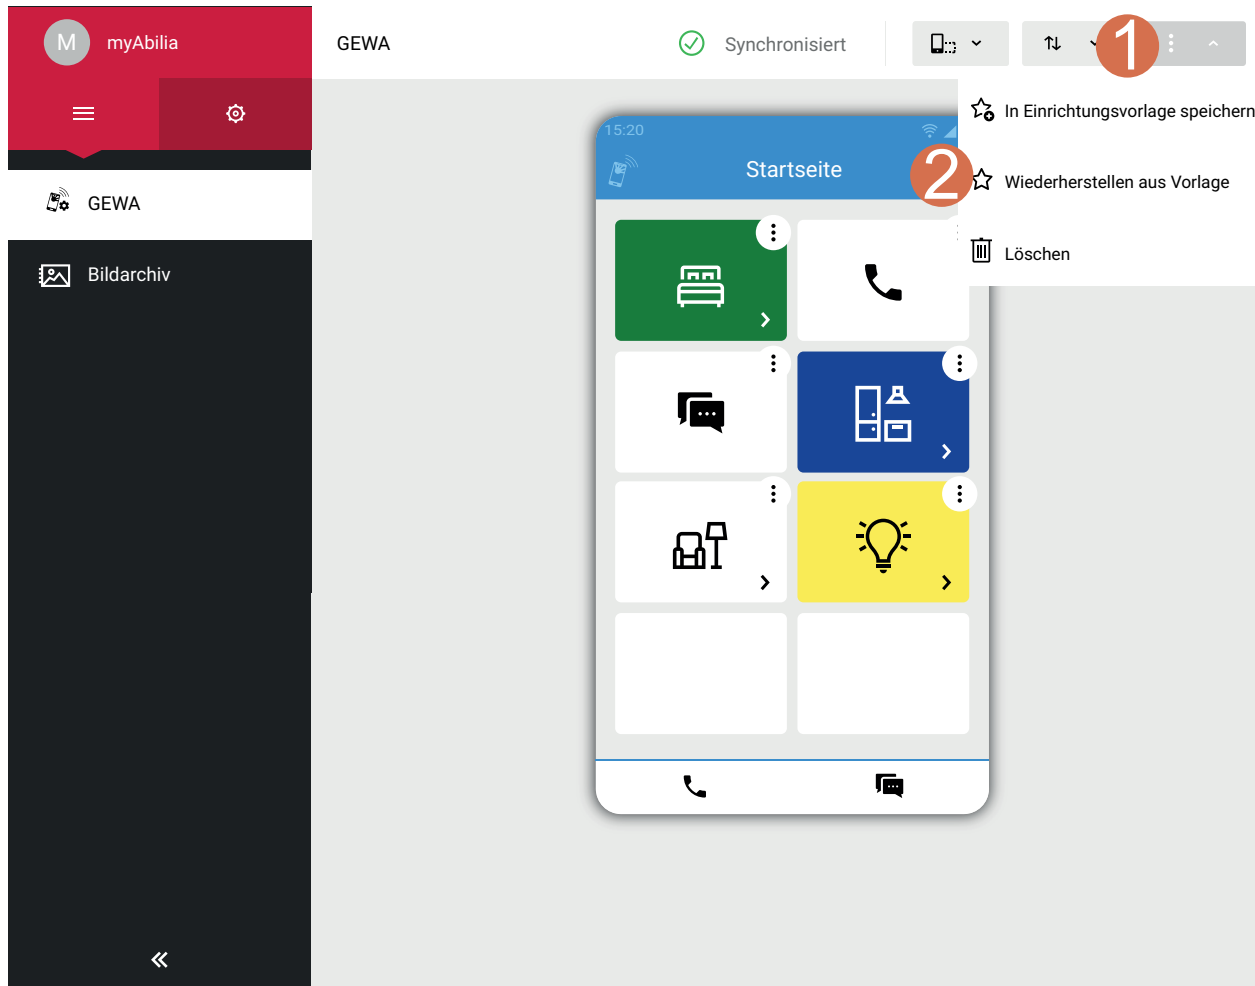 M
myAbilia
GEWA
Synchronisiert
1
In Einrichtungsvorlage speichern
15:20
Startseite
2
Wiederherstellen aus Vorlage
GEWA
Löschen
Bildarchiv